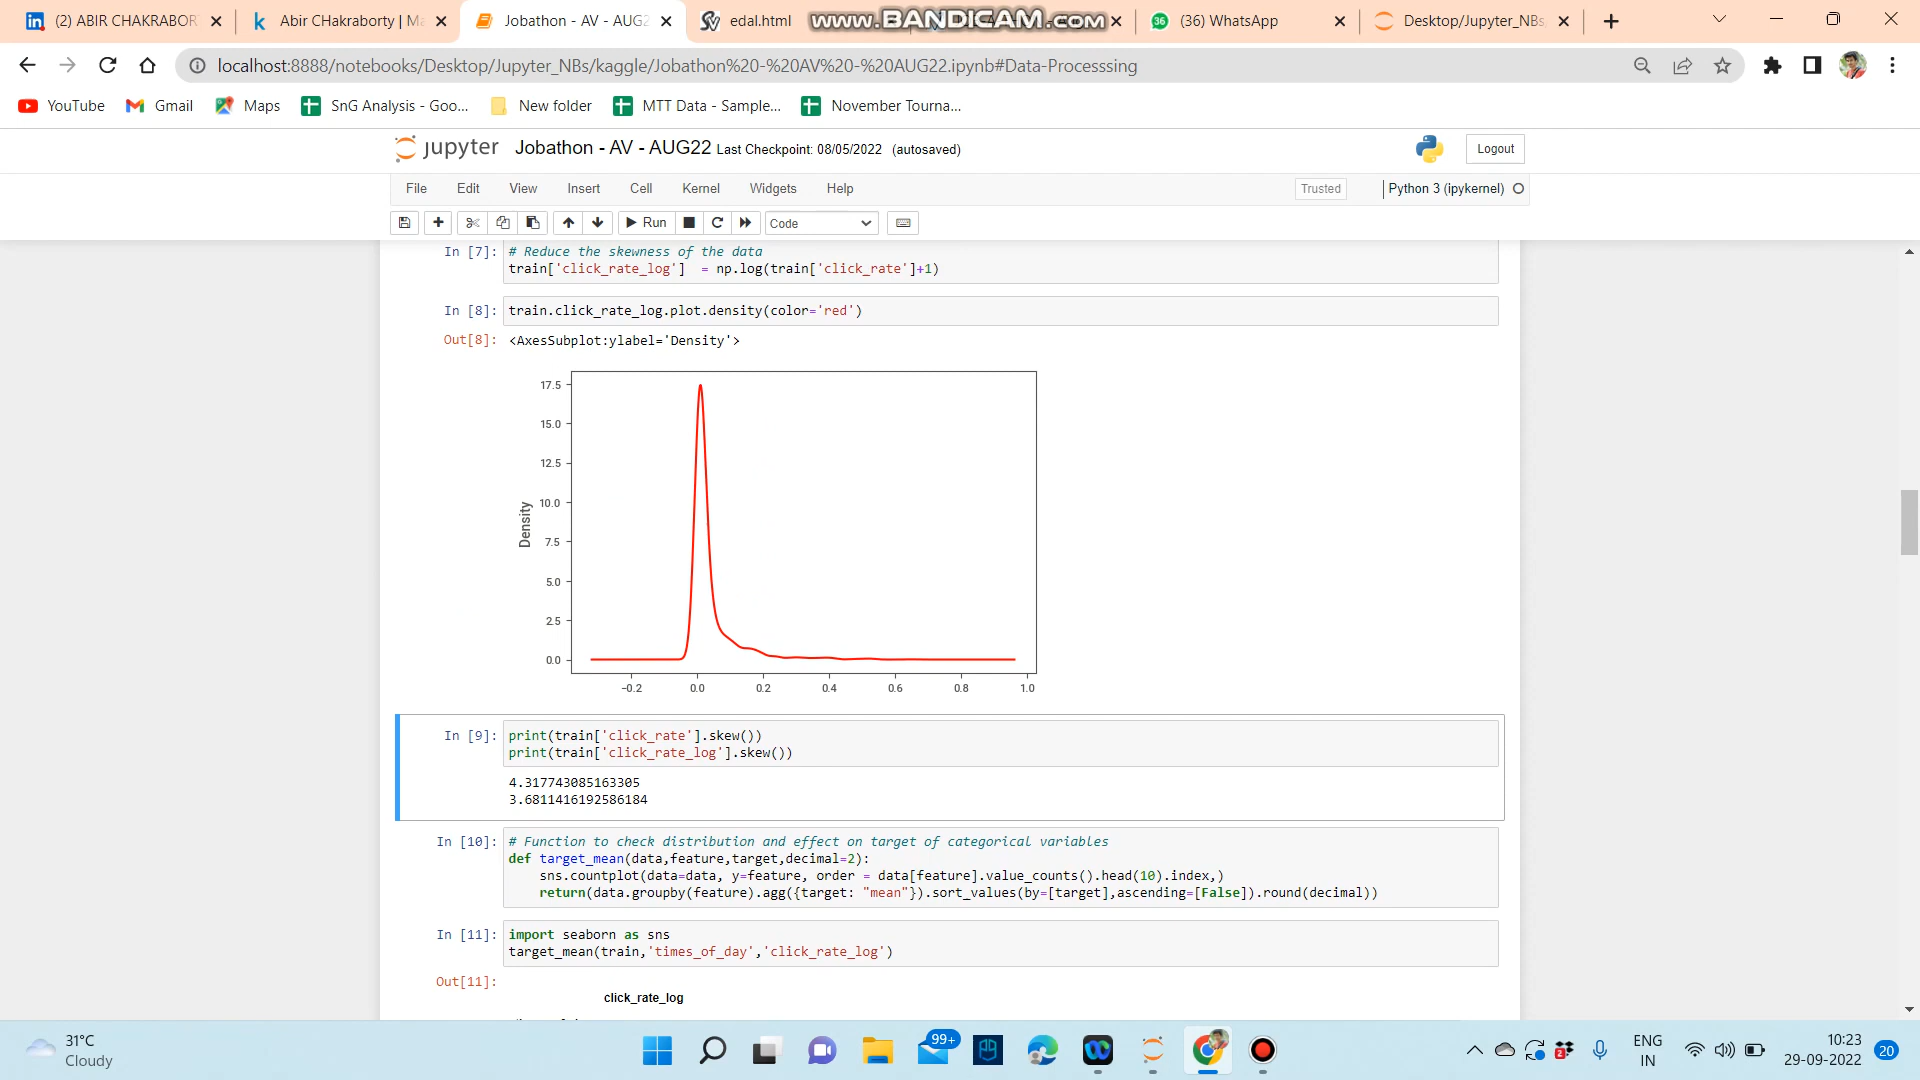 (2) ABIR CHAKRABOR
Abir CHakraborty | Ma
Jobathon - AV - AUG2
edal.html
www.BANDICAM.com
(36) WhatsApp
Desktop/Jupyter_NBs
localhost:8888/notebooks/Desktop/Jupyter_NBs/kaggle/Jobathon%20-%20AV%20-%20AUG22.ipynb#Data-Processsing
YouTube
Gmail
Maps
SnG Analysis - Goo...
New folder
MTT Data - Sample...
November Tourna...
jupyter
Jobathon - AV - AUG22 Last Checkpoint: 08/05/2022 (autosaved)
Logout
File Edit View Insert Cell Kernel Widgets Help
Trusted
Python 3 (ipykernel)
Run
Code
In [7]: # Reduce the skewness of the data
train['click_rate_log']  = np.log(train['click_rate']+1)
In [8]: train.click_rate_log.plot.density(color='red')
Out[8]: <AxesSubplot:ylabel='Density'>
17.5
15.0
12.5
10.0
7.5
5.0
2.5
0.0
Density
−0.2 0.0 0.2 0.4 0.6 0.8 1.0
In [9]: print(train['click_rate'].skew())
print(train['click_rate_log'].skew())
4.317743085163305
3.6811416192586184
In [10]: # Function to check distribution and effect on target of categorical variables
def target_mean(data,feature,target,decimal=2):
sns.countplot(data=data, y=feature, order = data[feature].value_counts().head(10).index,)
return(data.groupby(feature).agg({target: "mean"}).sort_values(by=[target],ascending=[False]).round(decimal))
In [11]: import seaborn as sns
target_mean(train,'times_of_day','click_rate_log')
Out[11]:
click_rate_log
31°C
Cloudy
99+
ENG
IN
10:23
29-09-2022
20